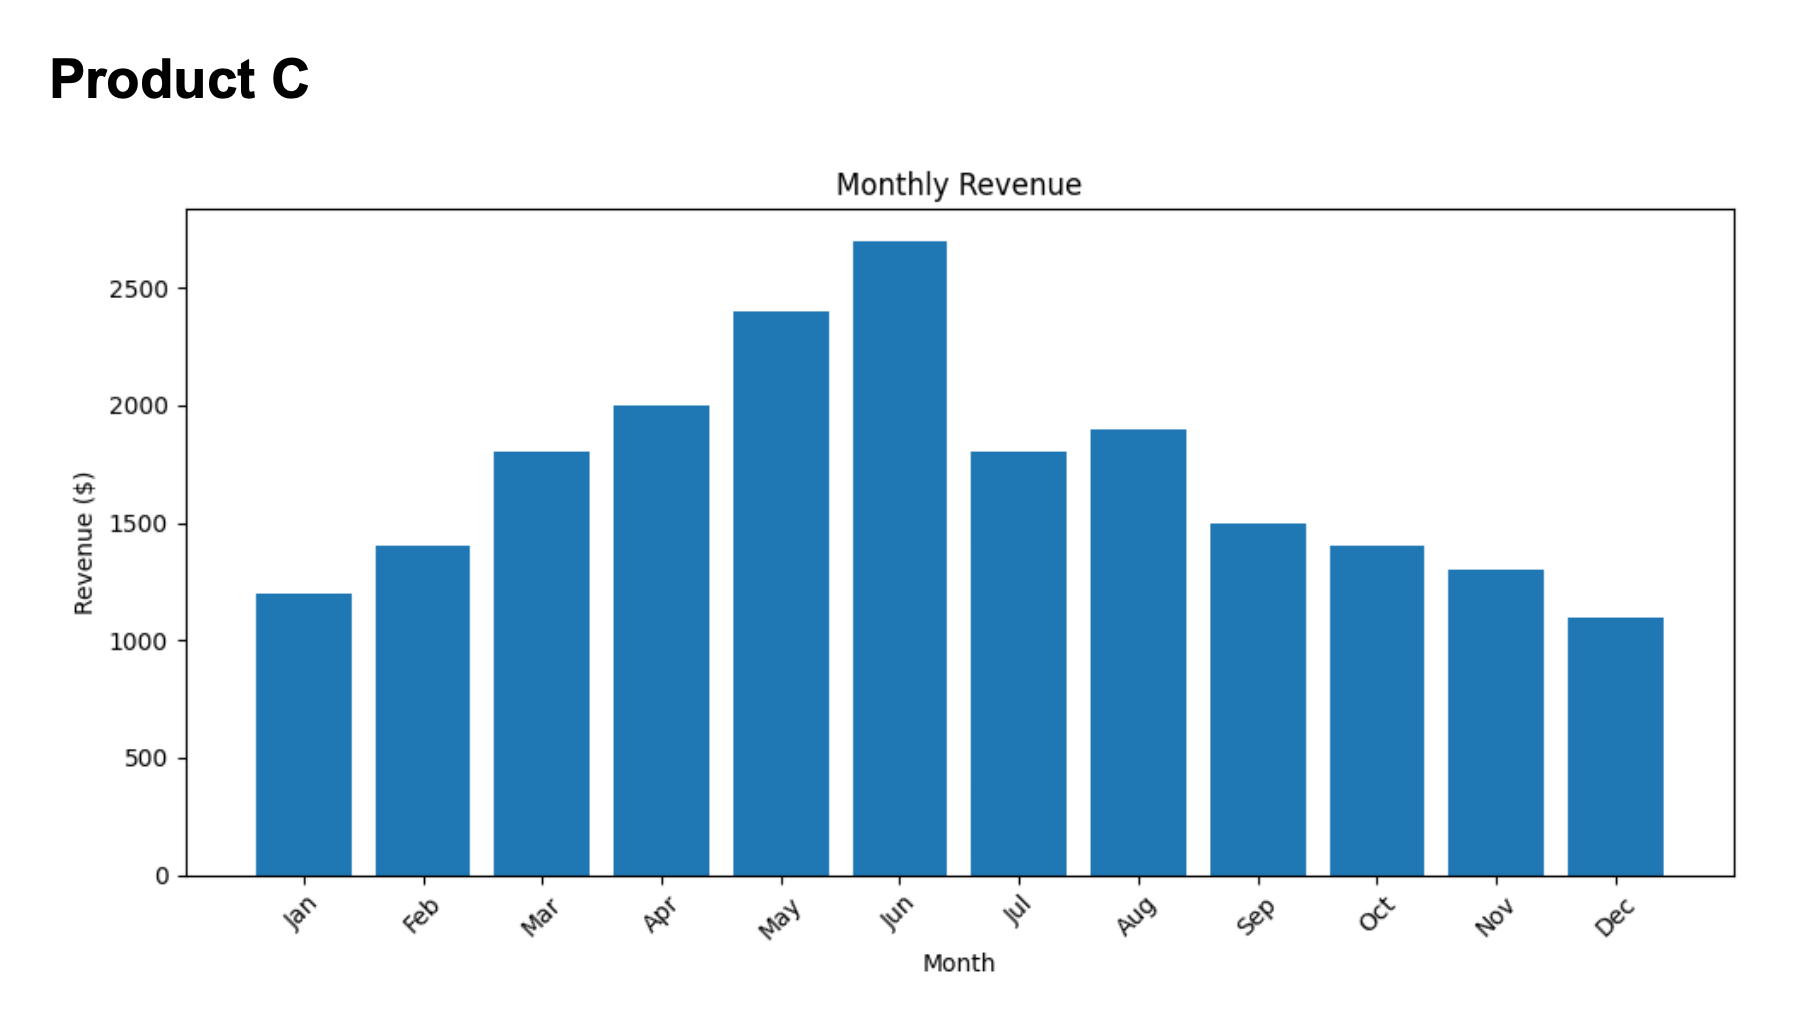 Product C
Monthly Revenue
2500
2000
1500
1000
500
0
Revenue ($)
Jan Feb Mar Apr May Jun Jul Aug Sep Oct Nov Dec
Month